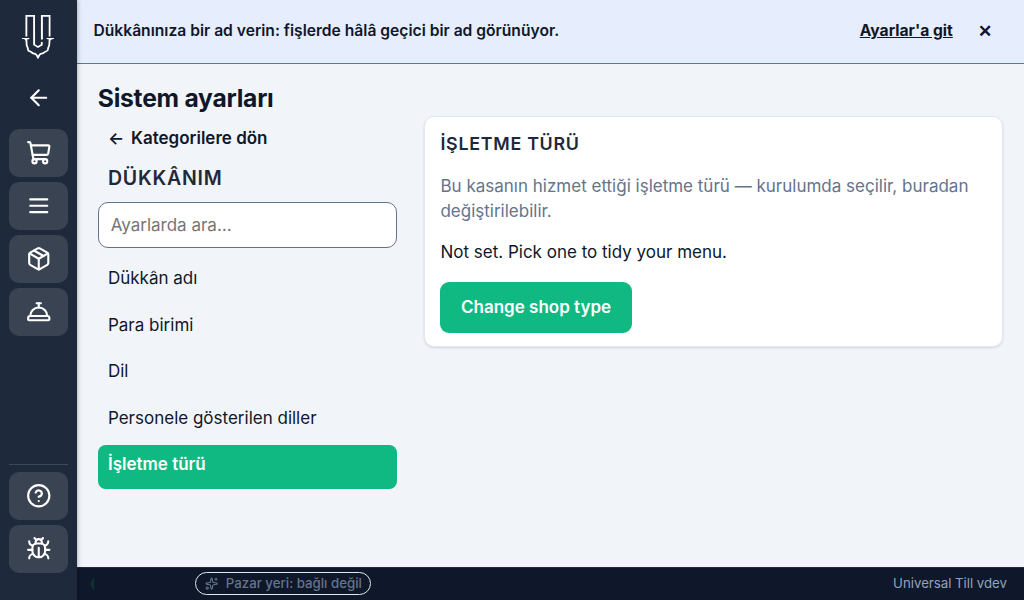 Dükkânınıza bir ad verin: fişlerde hâlâ geçici bir ad görünüyor.
Ayarlar'a git ✕
Sistem ayarları
← Kategorilere dön
DÜKKÂNIM
Ayarlarda ara...
Dükkân adı
Para birimi
Dil
Personele gösterilen diller
İşletme türü
İŞLETME TÜRÜ
Bu kasanın hizmet ettiği işletme türü — kurulumda seçilir, buradan
değiştirilebilir.
Not set. Pick one to tidy your menu.
Change shop type
Pazar yeri: bağlı değil
Universal Till vdev